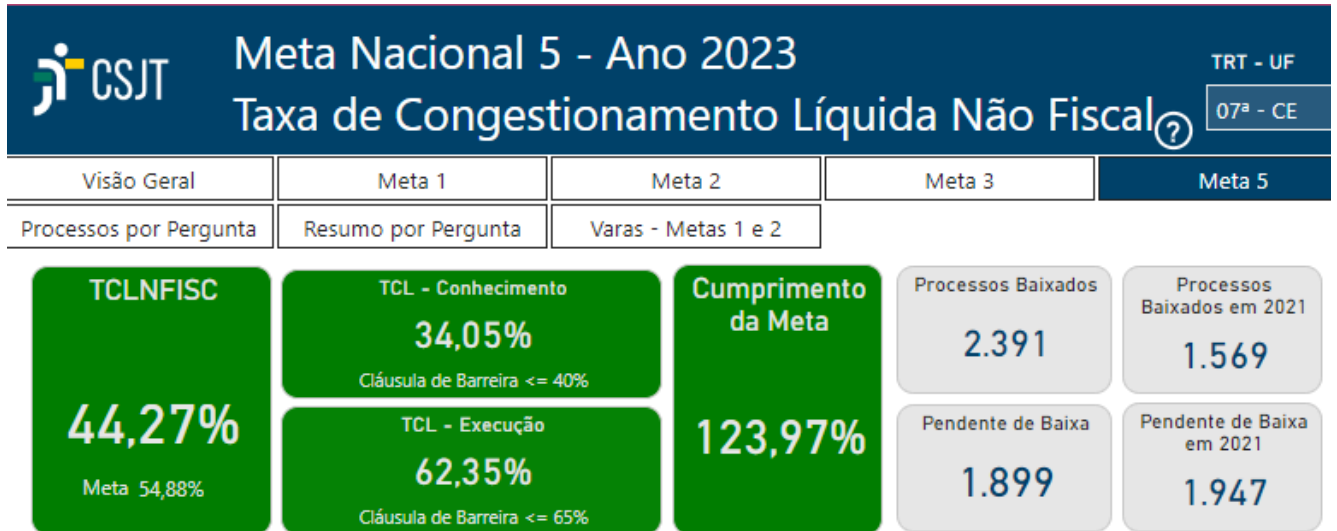 CSJT
Meta Nacional 5 - Ano 2023
Taxa de Congestionamento Líquida Não Fiscal
?
TRT - UF
07ª - CE
Visão Geral
Meta 1
Meta 2
Meta 3
Meta 5
Processos por Pergunta
Resumo por Pergunta
Varas - Metas 1 e 2
TCLNFISC
44,27%
Meta 54,88%
TCL - Conhecimento
34,05%
Cláusula de Barreira <= 40%
TCL - Execução
62,35%
Cláusula de Barreira <= 65%
Cumprimento
da Meta
123,97%
Processos Baixados
2.391
Processos
Baixados em 2021
1.569
Pendente de Baixa
1.899
Pendente de Baixa
em 2021
1.947